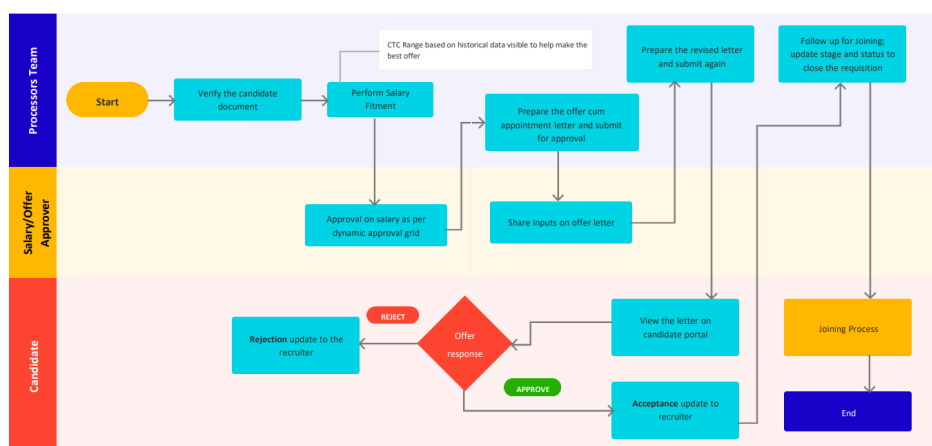 Processors Team
Start
Verify the candidate
document
Perform Salary
Fitment
CTC Range based on historical data visible to help make the
best offer
Prepare the offer cum
appointment letter and submit
for approval
Prepare the revised letter
and submit again
Follow up for Joining;
update stage and status to
close the requisition
Salary/Offer
Approver
Approval on salary as per
dynamic approval grid
Share inputs on offer letter
Candidate
Rejection update to the
recruiter
REJECT
Offer
response
APPROVE
View the letter on
candidate portal
Acceptance update to
recruiter
Joining Process
End